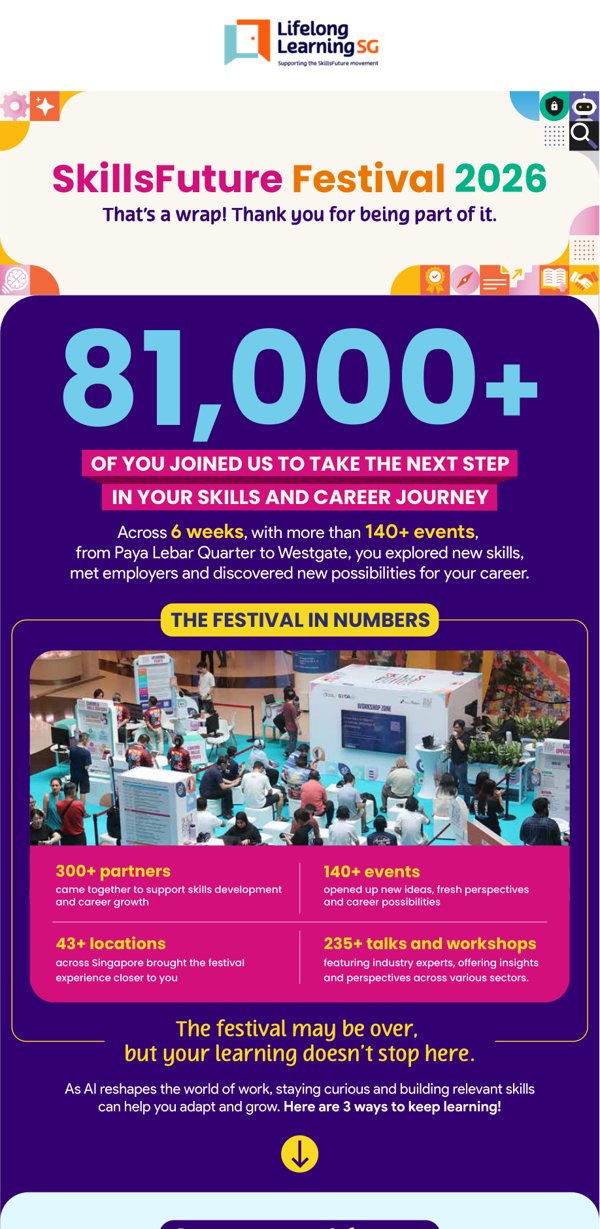 Lifelong
LearningSG
Supporting the SkillsFuture movement
SkillsFuture Festival 2026
That's a wrap! Thank you for being part of it.
81,000+
OF YOU JOINED US TO TAKE THE NEXT STEP
IN YOUR SKILLS AND CAREER JOURNEY
Across 6 weeks, with more than 140+ events,
from Paya Lebar Quarter to Westgate, you explored new skills,
met employers and discovered new possibilities for your career.
THE FESTIVAL IN NUMBERS
WORKSHOP ZONE
300+ partners
came together to support skills development
and career growth
140+ events
opened up new ideas, fresh perspectives
and career possibilities
43+ locations
across Singapore brought the festival
experience closer to you
235+ talks and workshops
featuring industry experts, offering insights
and perspectives across various sectors.
The festival may be over,
but your learning doesn't stop here.
As AI reshapes the world of work, staying curious and building relevant skills
can help you adapt and grow. Here are 3 ways to keep learning!